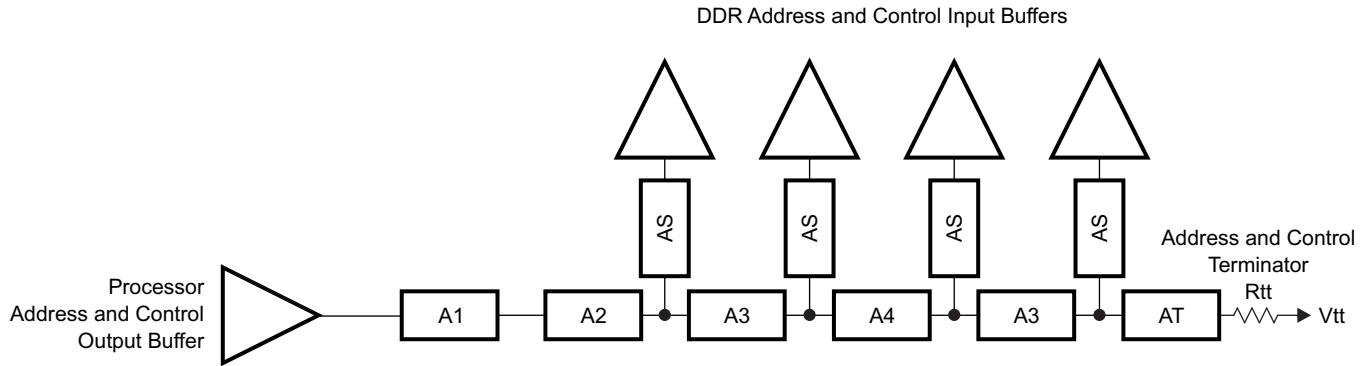 DDR Address and Control Input Buffers
AS
AS
AS
AS
Address and Control
Terminator
Rtt
Vtt
Processor
Address and Control
Output Buffer
A1
A2
A3
A4
A3
AT